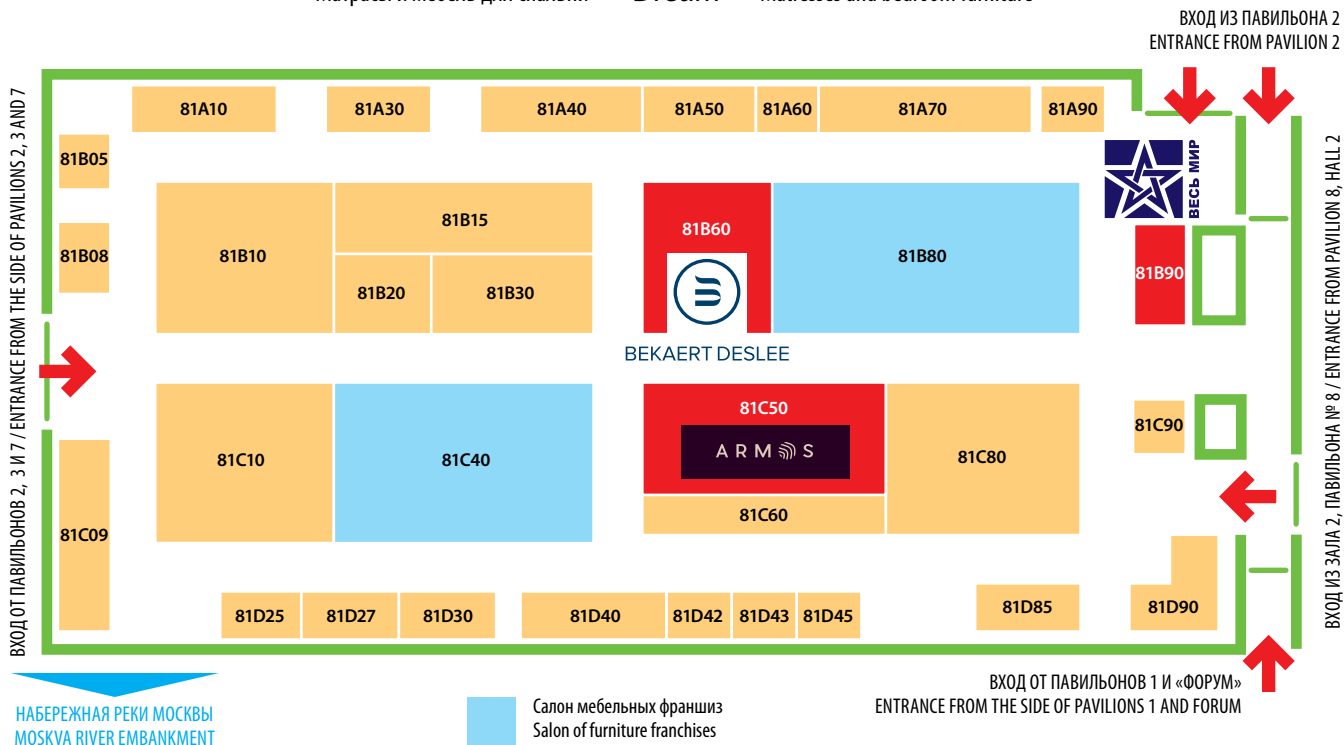 ВХОД ИЗ ПАВИЛЬОНА 2
ENTRANCE FROM PAVILION 2
ВХОД ОТ ПАВИЛЬОНОВ 2, 3 И 7 / ENTRANCE FROM THE SIDE OF PAVILIONS 2, 3 AND 7
81A10
81A30
81A40
81A50
81A60
81A70
81A90
81B05
81B08
81B10
81B15
81B20
81B30
81B60
BEKAERT DESLEE
81B80
ВЕСЬ МИР
81B90
81C09
81C10
81C40
81C50
ARMOS
81C60
81C80
81C90
81D25
81D27
81D30
81D40
81D42
81D43
81D45
81D85
81D90
ВХОД ИЗ ЗАЛА 2, ПАВИЛЬОНА № 8 / ENTRANCE FROM PAVILION 8, HALL 2
НАБЕРЕЖНАЯ РЕКИ МОСКВЫ
MOSKVA RIVER EMBANKMENT
Салон мебельных франшиз
Salon of furniture franchises
ВХОД ОТ ПАВИЛЬОНОВ 1 И «ФОРУМ»
ENTRANCE FROM THE SIDE OF PAVILIONS 1 AND FORUM